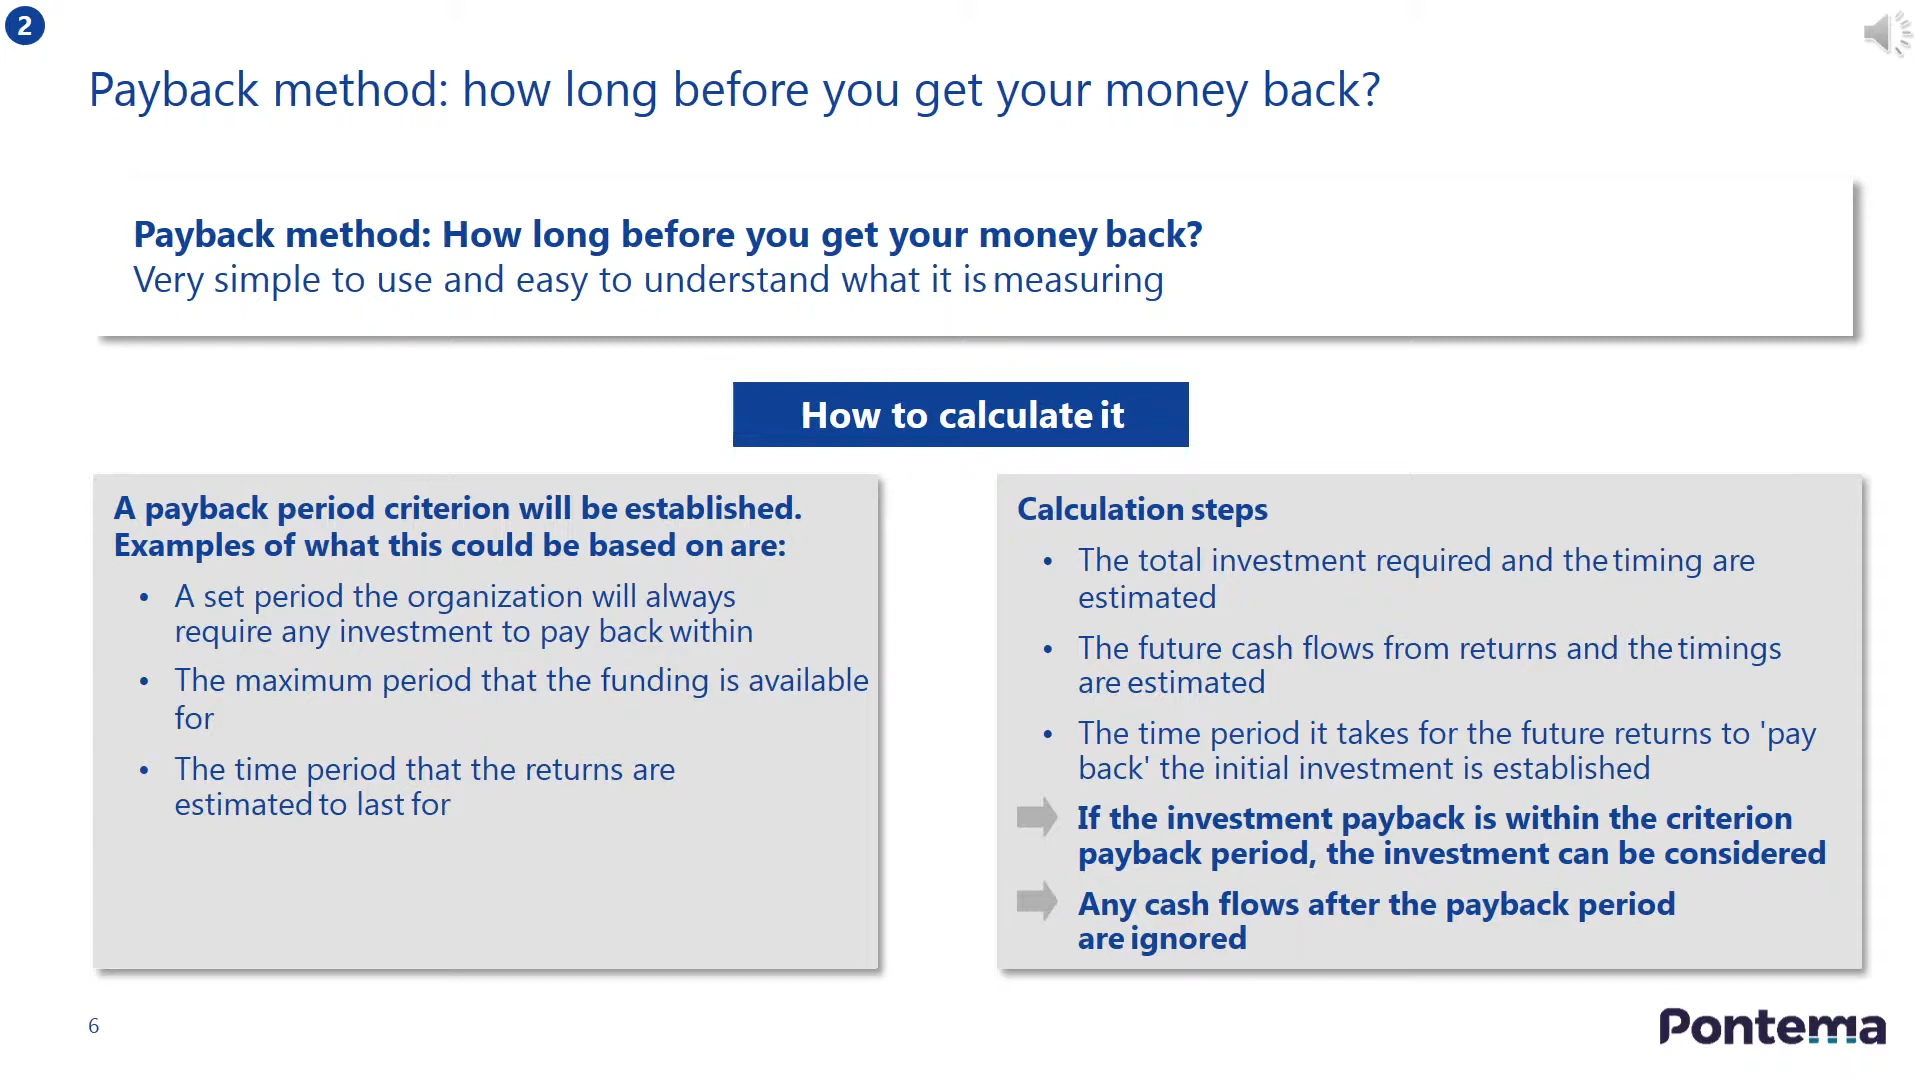 2
Payback method: how long before you get your money back?
Payback method: How long before you get your money back?
Very simple to use and easy to understand what it is measuring
How to calculate it
A payback period criterion will be established.
Examples of what this could be based on are:
• A set period the organization will always
require any investment to pay back within
• The maximum period that the funding is available
for
• The time period that the returns are
estimated to last for
Calculation steps
• The total investment required and the timing are
estimated
• The future cash flows from returns and the timings
are estimated
• The time period it takes for the future returns to 'pay
back' the initial investment is established
If the investment payback is within the criterion
payback period, the investment can be considered
Any cash flows after the payback period
are ignored
6
Pontema